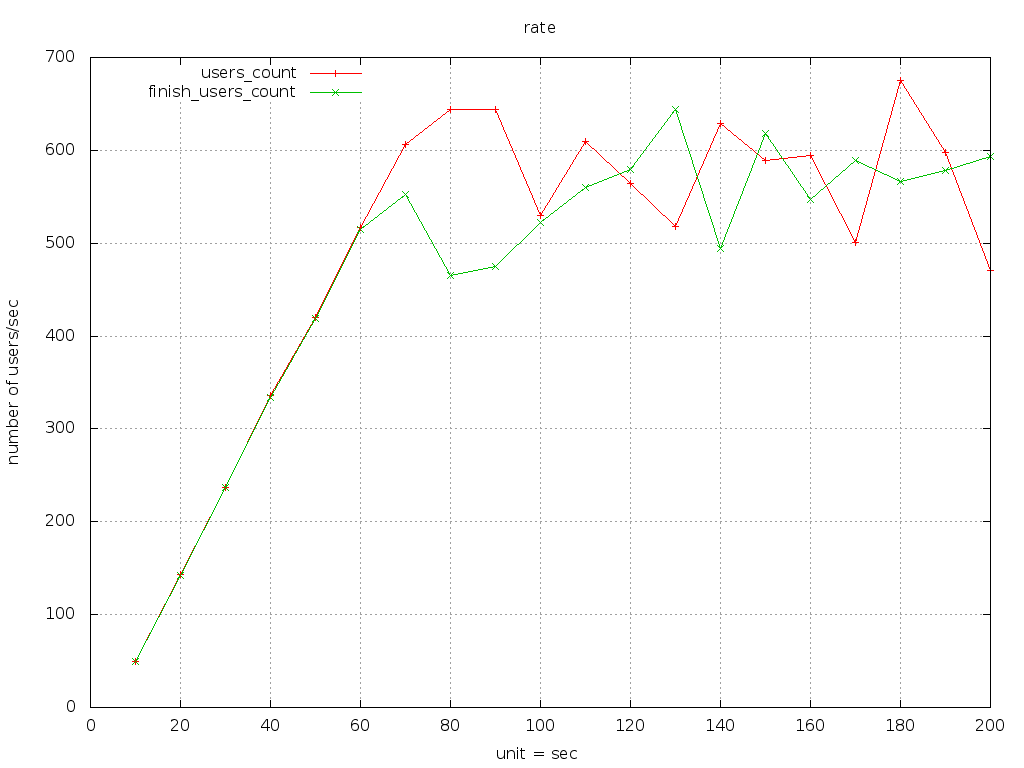 rate
700
users_count
finish_users_count
600
500
400
300
200
100
0
number of users/sec
0 20 40 60 80 100 120 140 160 180 200
unit = sec